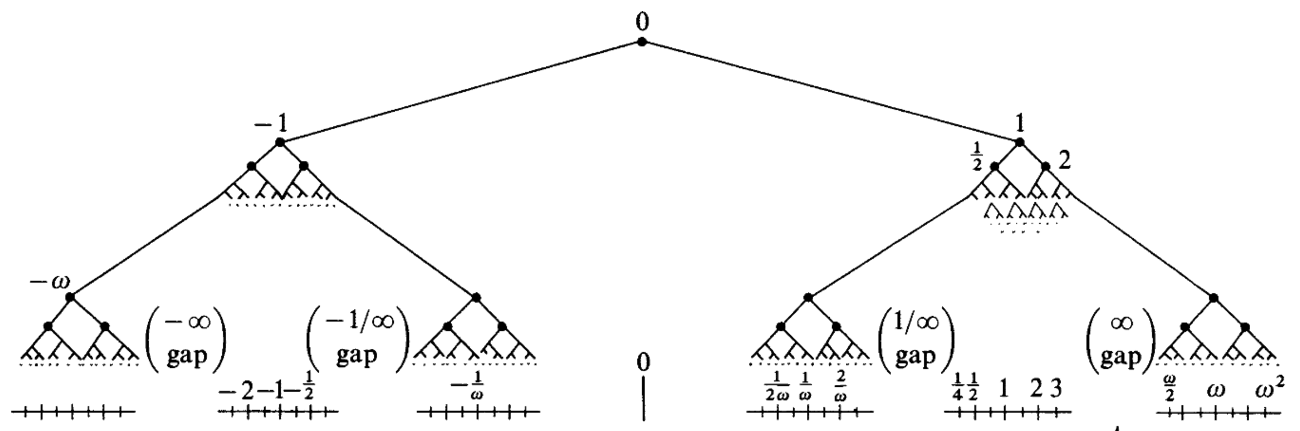 0
-1 1
1/2 2
-ω
(-∞ gap) (-1/∞ gap) 0 (1/∞ gap) (∞ gap)
-2 -1 -1/2 -1/ω 1/2ω 1/ω 2/ω 1/4 1/2 1 2 3 ω/2 ω ω²